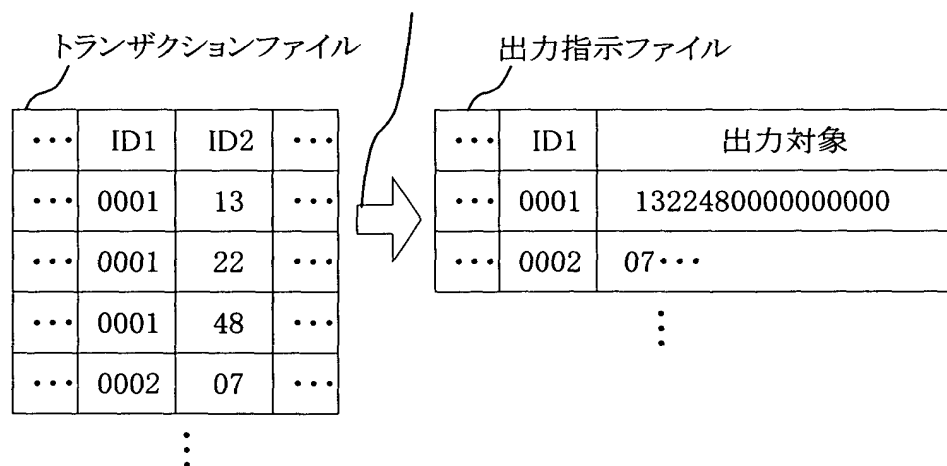 トランザクションファイル
出力指示ファイル
… ID1 ID2 …
… 0001 13 …
… 0001 22 …
… 0001 48 …
… 0002 07 …
⋮
… ID1 出力対象
… 0001 1322480000000000
… 0002 07…
⋮